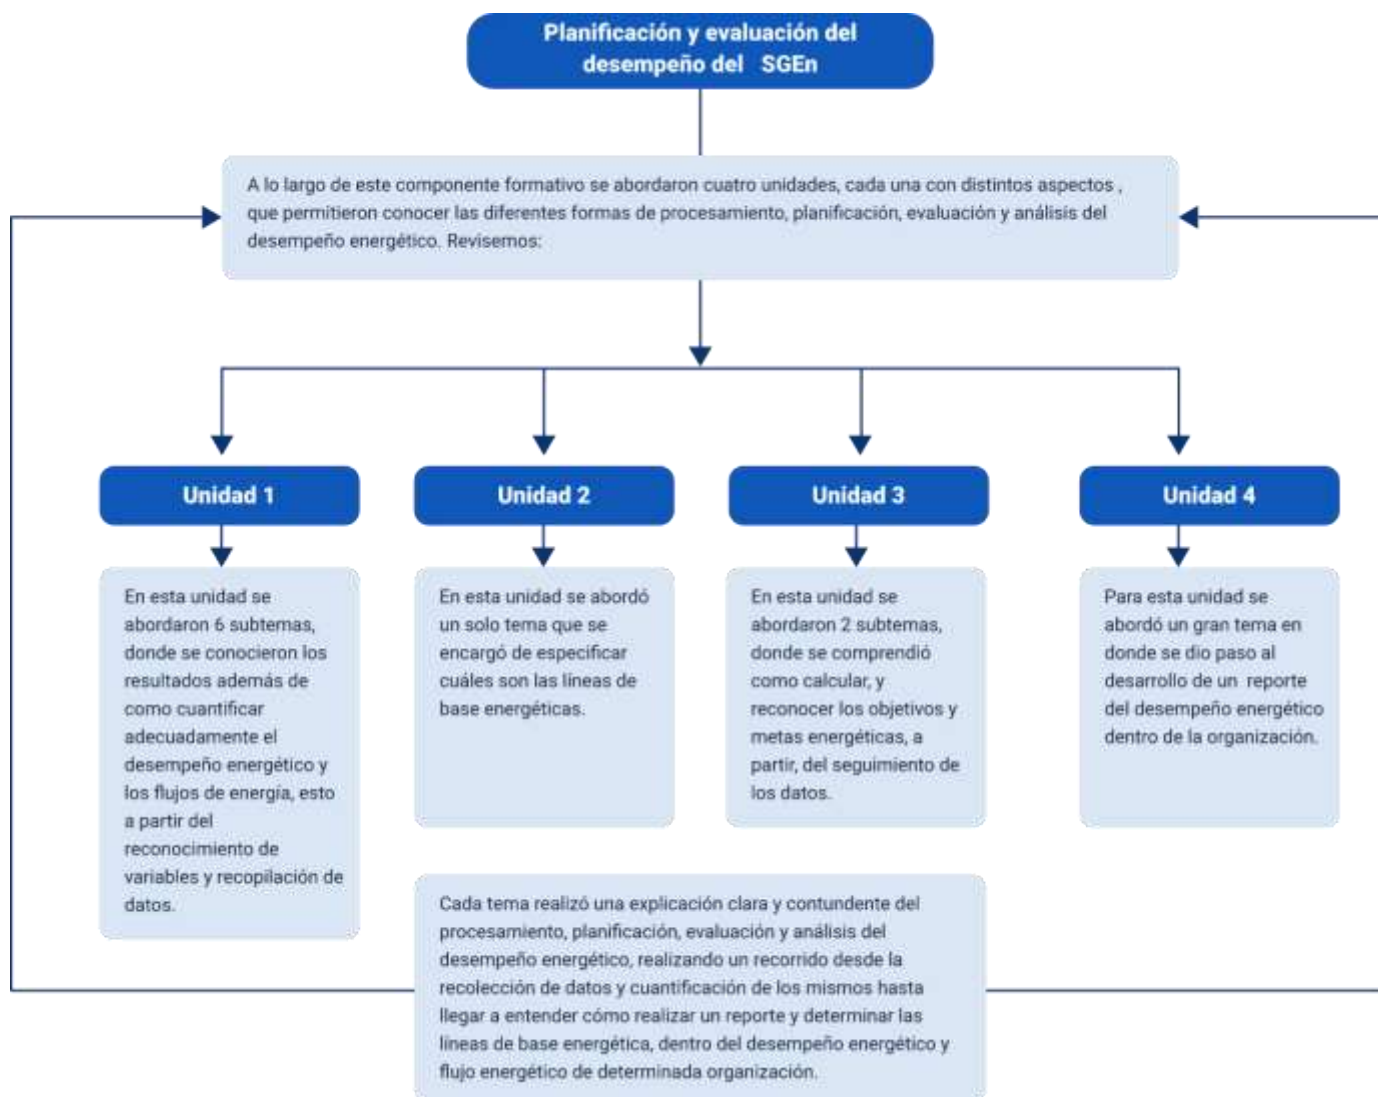 Planificación y evaluación del
desempeño del SGEn
A lo largo de este componente formativo se abordaron cuatro unidades, cada una con distintos aspectos ,
que permitieron conocer las diferentes formas de procesamiento, planificación, evaluación y análisis del
desempeño energético. Revisemos:
Unidad 1
En esta unidad se
abordaron 6 subtemas,
donde se conocieron los
resultados además de
como cuantificar
adecuadamente el
desempeño energético y
los flujos de energía, esto
a partir del
reconocimiento de
variables y recopilación de
datos.
Unidad 2
En esta unidad se abordó
un solo tema que se
encargó de especificar
cuáles son las líneas de
base energéticas.
Unidad 3
En esta unidad se
abordaron 2 subtemas,
donde se comprendió
como calcular, y
reconocer los objetivos y
metas energéticas, a
partir, del seguimiento de
los datos.
Unidad 4
Para esta unidad se
abordó un gran tema en
donde se dio paso al
desarrollo de un reporte
del desempeño energético
dentro de la organización.
Cada tema realizó una explicación clara y contundente del
procesamiento, planificación, evaluación y análisis del
desempeño energético, realizando un recorrido desde la
recolección de datos y cuantificación de los mismos hasta
llegar a entender cómo realizar un reporte y determinar las
líneas de base energética, dentro del desempeño energético y
flujo energético de determinada organización.